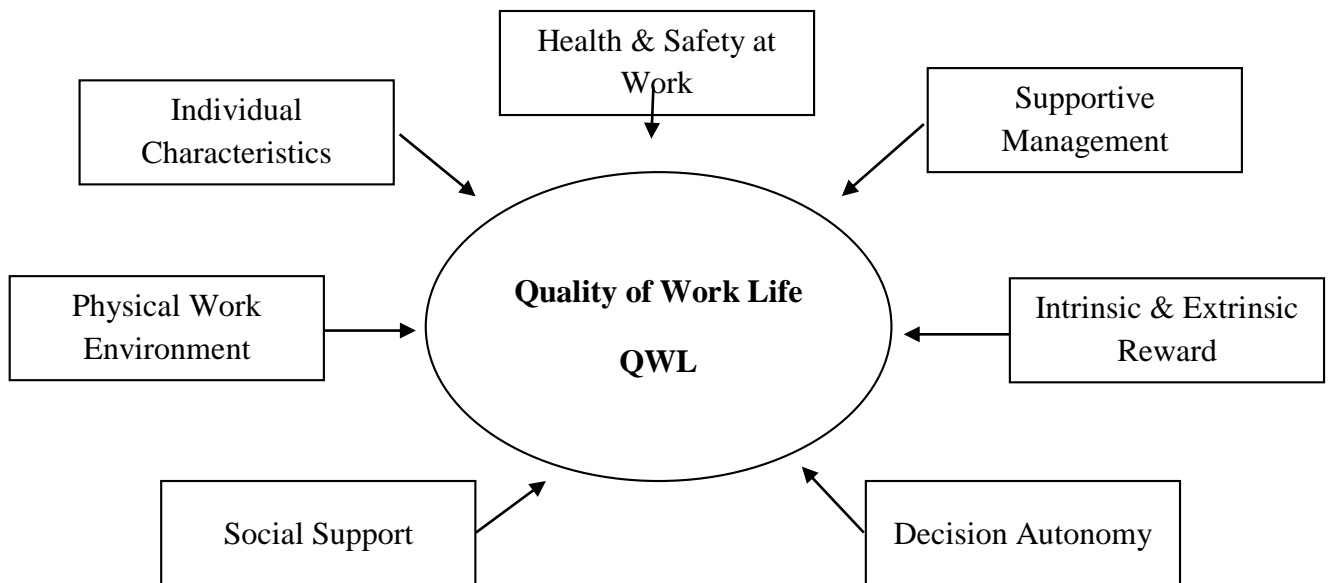 Health & Safety at
Work
Individual
Characteristics
Supportive
Management
Physical Work
Environment
Quality of Work Life
QWL
Intrinsic & Extrinsic
Reward
Social Support
Decision Autonomy